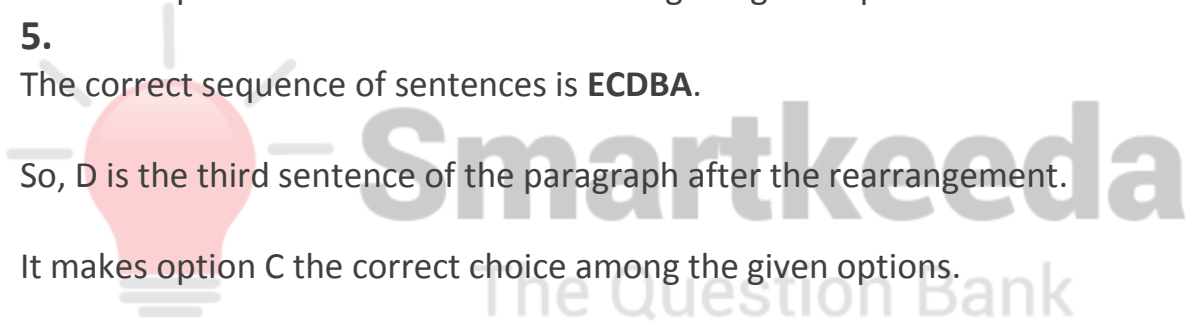 5.
The correct sequence of sentences is ECDBA.
So, D is the third sentence of the paragraph after the rearrangement.
It makes option C the correct choice among the given options.
Smartkeeda
The Question Bank